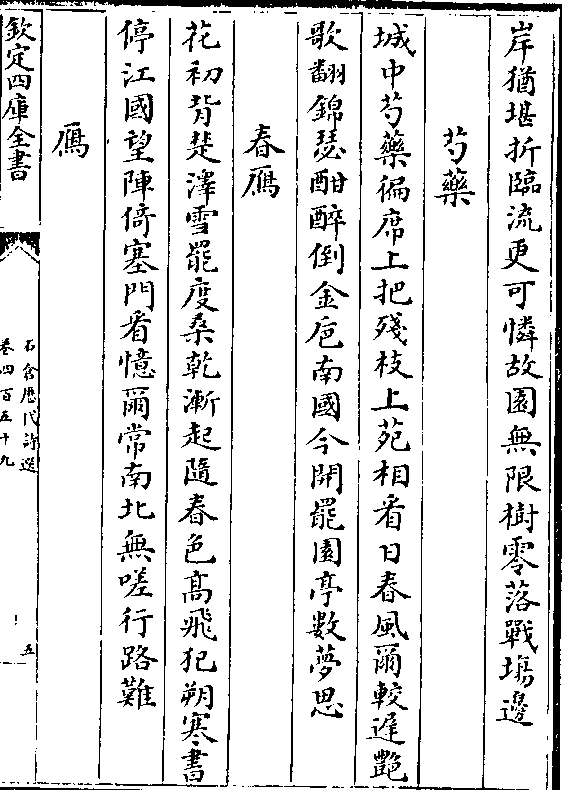 岸猶堪折臨流更可憐故園無限樹零落戰塲邊
芍藥
城中芍藥徧席上把殘枝上苑相看日春風爾較遲艶
歌翻錦瑟酣醉倒金巵南國今開罷園亭數夢思
春鴈
花初背楚澤雪罷度桑乾漸起隨春色高飛犯朔寒書
停江國望陣倚塞門看憶爾常南北無嗟行路難
鴈
欽定四庫全書
石倉歴代詩選
卷四百五十九
五